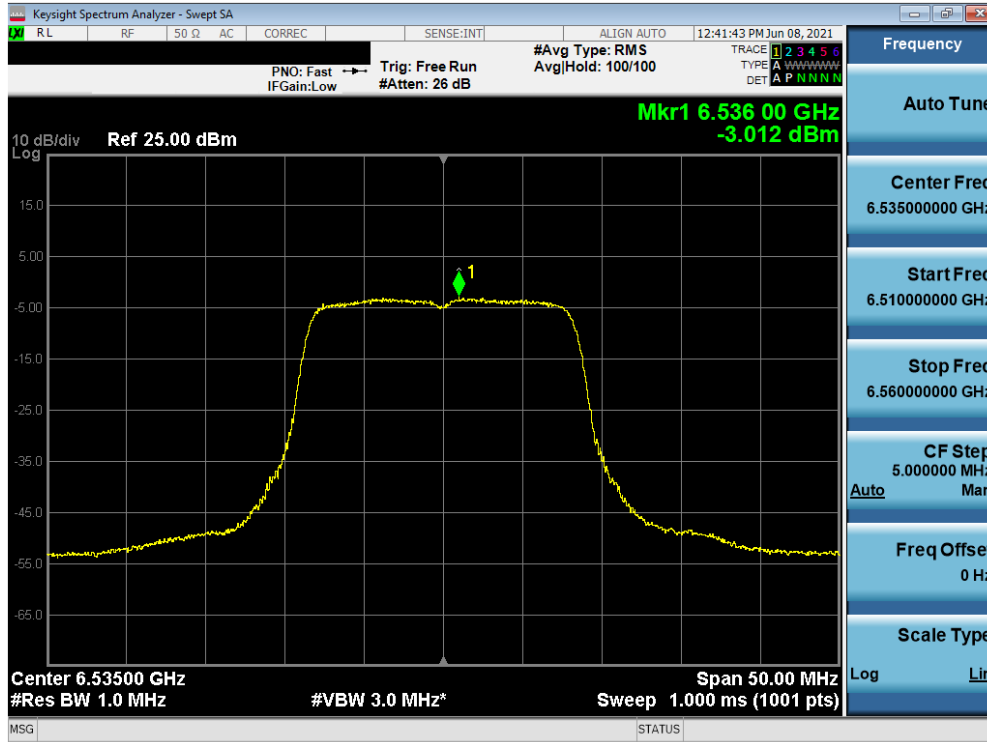 Keysight Spectrum Analyzer - Swept SA
LXI RL RF 50 Ω AC CORREC SENSE:INT ALIGN AUTO 12:41:43 PM Jun 08, 2021
PNO: Fast
IFGain:Low
Trig: Free Run
#Atten: 26 dB
#Avg Type: RMS
Avg|Hold: 100/100
TRACE 1 2 3 4 5 6
TYPE A WWWWW
DET A P N N N N
Mkr1 6.536 00 GHz
-3.012 dBm
10 dB/div Ref 25.00 dBm
Log
15.0
5.00
-5.00
-15.0
-25.0
-35.0
-45.0
-55.0
-65.0
1
Center 6.53500 GHz Span 50.00 MHz
#Res BW 1.0 MHz #VBW 3.0 MHz* Sweep 1.000 ms (1001 pts)
MSG STATUS
Frequency
Auto Tune
Center Freq
6.535000000 GHz
Start Freq
6.510000000 GHz
Stop Freq
6.560000000 GHz
CF Step
5.000000 MHz
Auto Man
Freq Offset
0 Hz
Scale Type
Log Lin